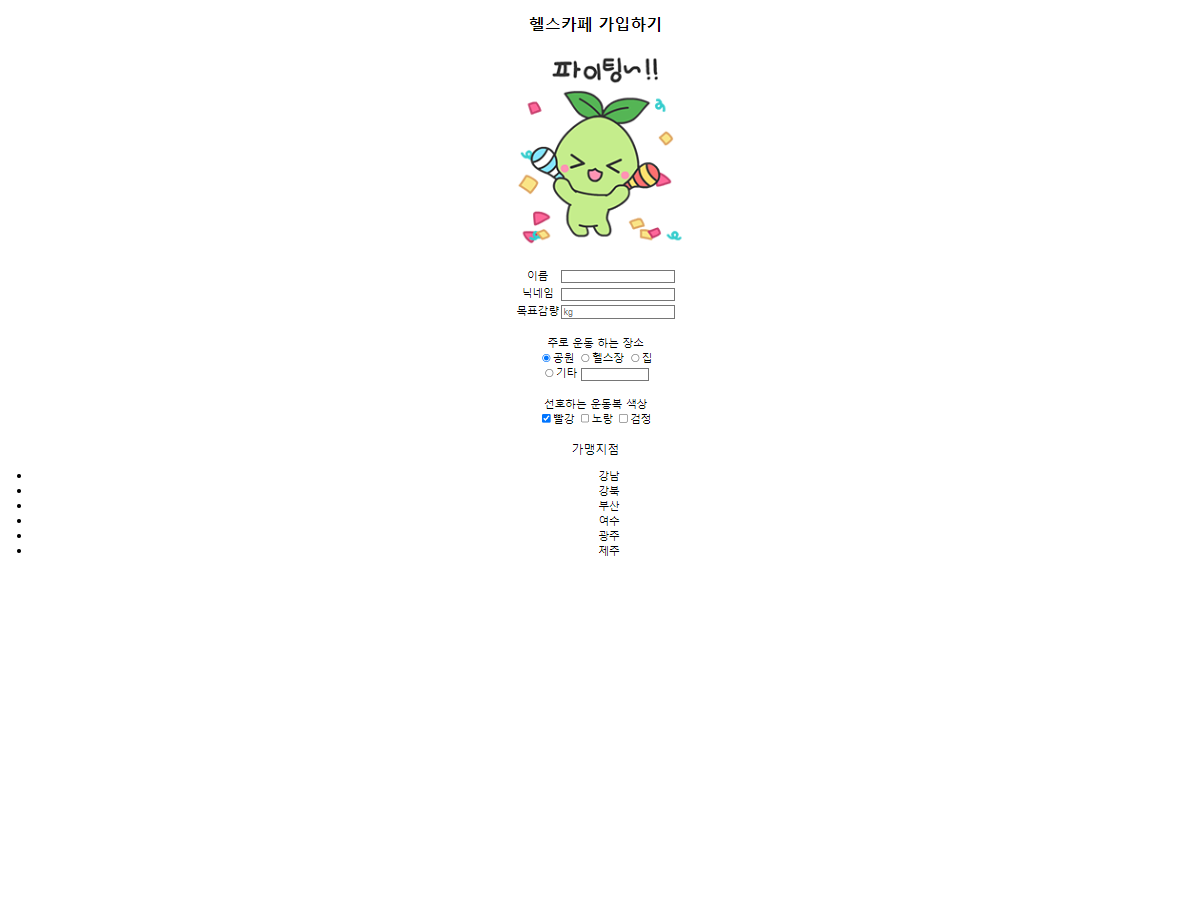 헬스카페 가입하기
파이팅~!!
이름
닉네임
목표감량 kg
주로 운동 하는 장소
공원 헬스장 집
기타
선호하는 운동복 색상
빨강 노랑 검정
가맹지점
강남
강북
부산
여수
광주
제주